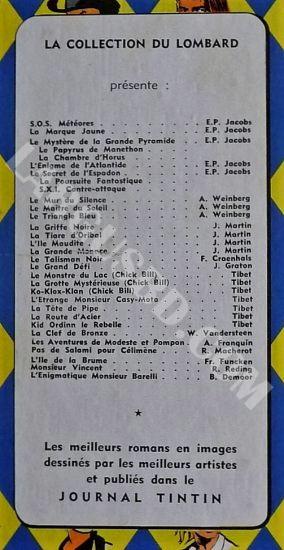 LA COLLECTION DU LOMBARD
présente :
S.O.S. Météores . . . . . . . . E.P. Jacobs
La Marque Jaune . . . . . . . . E.P. Jacobs
Le Mystère de la Grande Pyramide . . . . E.P. Jacobs
Le Papyrus de Manethon
La Chambre d'Horus
L'Enigme de l'Atlantide . . . . . . E.P. Jacobs
Le Secret de l'Espadon . . . . . . E.P. Jacobs
La Poursuite Fantastique
S.X.1. Contre-attaque
Le Mur du Silence . . . . . . . A. Weinberg
Le Maître du Soleil . . . . . . . A. Weinberg
Le Triangle Bleu . . . . . . . . A. Weinberg
La Griffe Noire . . . . . . . . J. Martin
La Tiare d'Oribal . . . . . . . . J. Martin
L'Ile Maudite . . . . . . . . . J. Martin
La Grande Menace . . . . . . . J. Martin
Le Talisman Noir . . . . . . . . F. Craenhals
Le Grand Défi . . . . . . . . . J. Graton
Le Monstre du Lac (Chick Bill) . . . . . Tibet
La Grotte Mystérieuse (Chick Bill) . . . . Tibet
Ko-Klox-Klan (Chick Bill) . . . . . . Tibet
L'Etrange Monsieur Casy-Moto . . . . . Tibet
La Tête de Pipe . . . . . . . . Tibet
La Route d'Acier . . . . . . . . Tibet
Kid Ordinn le Rebelle . . . . . . . Tibet
La Clef de Bronze . . . . . . . W. Vandersteen
Les Aventures de Modeste et Pompon . . A. Franquin
Pas de Salami pour Célimène . . . . R. Macherot
L'Ile de la Brume . . . . . . . Fr. Funcken
Monsieur Vincent . . . . . . . . R. Reding
L'Enigmatique Monsieur Barelli . . . . B. Demoor
Les meilleurs romans en images
dessinés par les meilleurs artistes
et publiés dans le
JOURNAL TINTIN